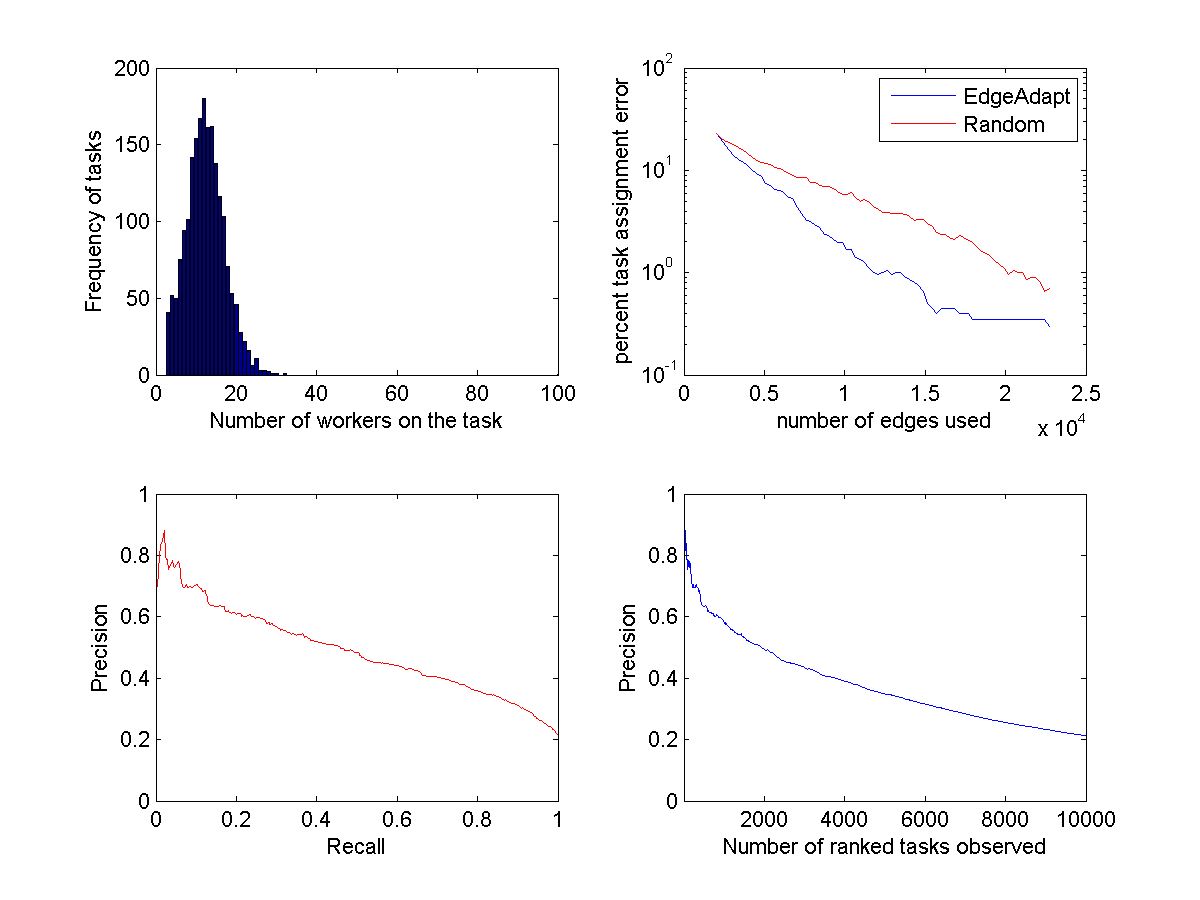 200
150
100
50
0
0 20 40 60 80 100
Frequency of tasks
Number of workers on the task
10^2
10^1
10^0
10^-1
0 0.5 1 1.5 2 2.5
x 10^4
percent task assignment error
number of edges used
EdgeAdapt
Random
1
0.8
0.6
0.4
0.2
0
0 0.2 0.4 0.6 0.8 1
Precision
Recall
1
0.8
0.6
0.4
0.2
0
2000 4000 6000 8000 10000
Precision
Number of ranked tasks observed